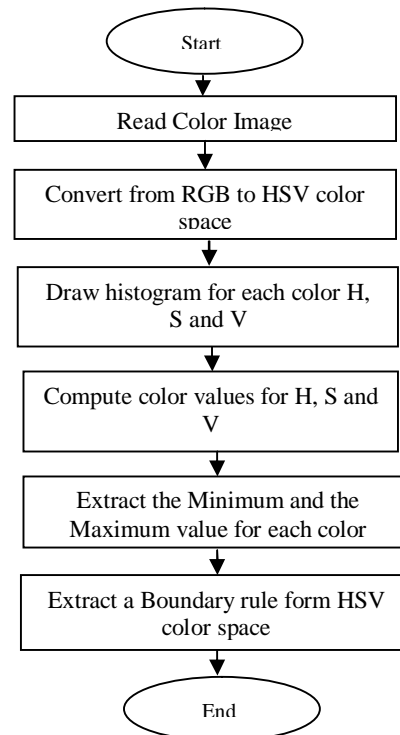 Start
Read Color Image
Convert from RGB to HSV color
space
Draw histogram for each color H,
S and V
Compute color values for H, S and
V
Extract the Minimum and the
Maximum value for each color
Extract a Boundary rule form HSV
color space
End